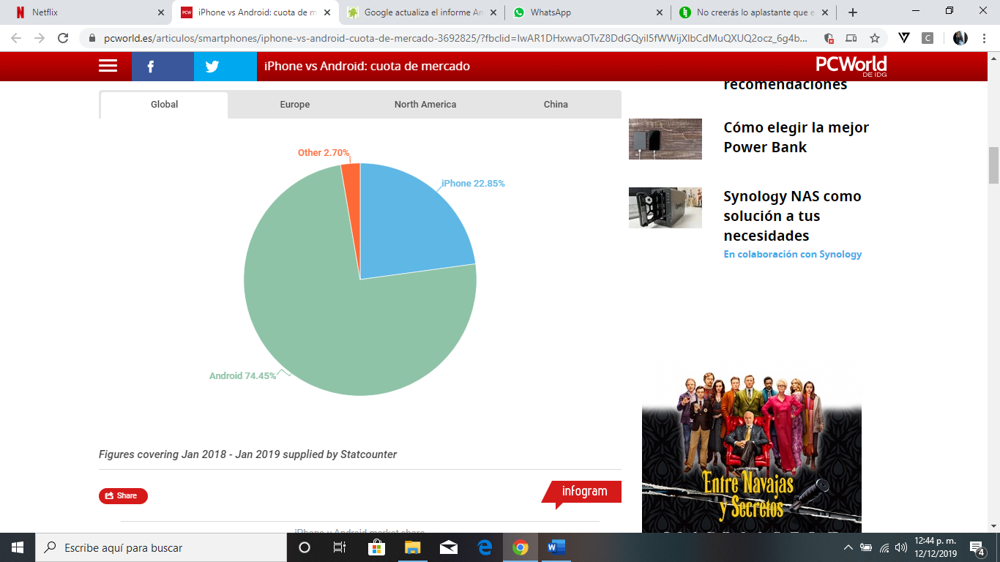 Netflix
iPhone vs Android: cuota de m
Google actualiza el informe An
WhatsApp
No creerás lo aplastante que e
pcworld.es/articulos/smartphones/iphone-vs-android-cuota-de-mercado-3692825/?fbclid=IwAR1DHxwvaOTvZ8DdGQyiI5fWWijXlbCdMuQXUQ2ocz_6g4b...
C
iPhone vs Android: cuota de mercado
PCWorld
DE IDG
Global
Europe
North America
China
Other 2.70%
iPhone 22.85%
Android 74.45%
Figures covering Jan 2018 - Jan 2019 supplied by Statcounter
Share
infogram
iPhone y Android market share
recomendaciones
Cómo elegir la mejor
Power Bank
Synology NAS como
solución a tus
necesidades
En colaboración con Synology
Entre Navajas
y Secretos
Escribe aquí para buscar
12:44 p. m.
12/12/2019
4